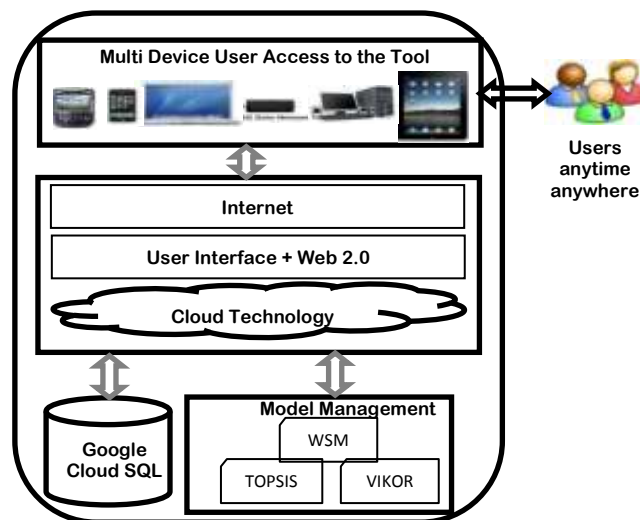 Multi Device User Access to the Tool
Users
anytime
anywhere
Internet
User Interface + Web 2.0
Cloud Technology
Google
Cloud SQL
Model Management
WSM
TOPSIS
VIKOR